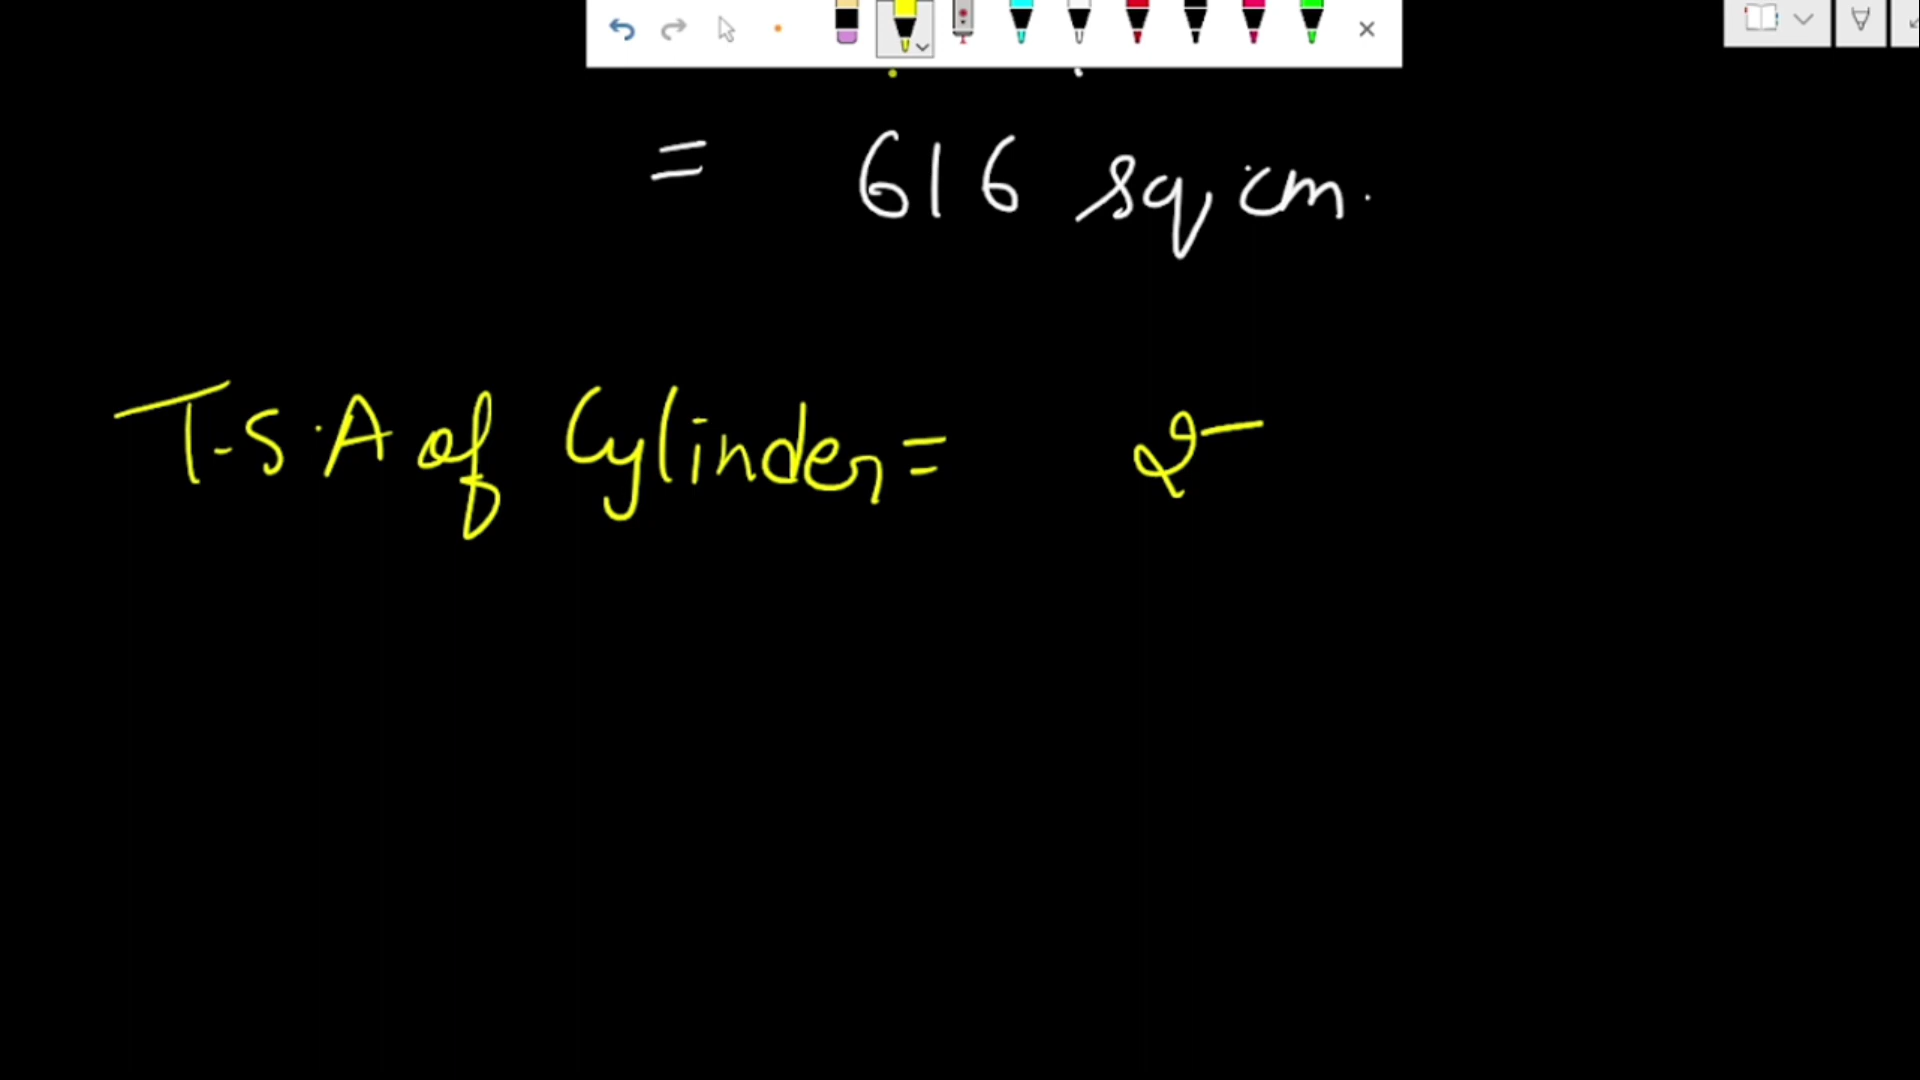 = 616 sq cm.
T.S.A of Cylinder = 2